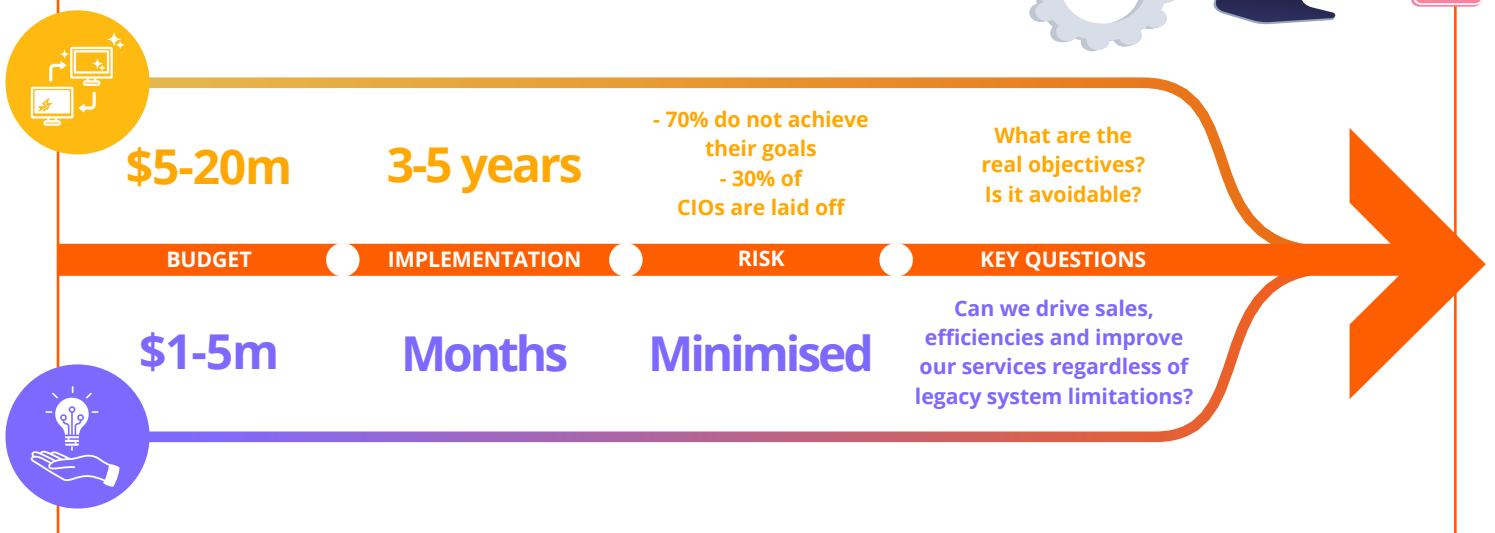 $5-20m
3-5 years
- 70% do not achieve
their goals
- 30% of
CIOs are laid off
What are the
real objectives?
Is it avoidable?
BUDGET
IMPLEMENTATION
RISK
KEY QUESTIONS
$1-5m
Months
Minimised
Can we drive sales,
efficiencies and improve
our services regardless of
legacy system limitations?